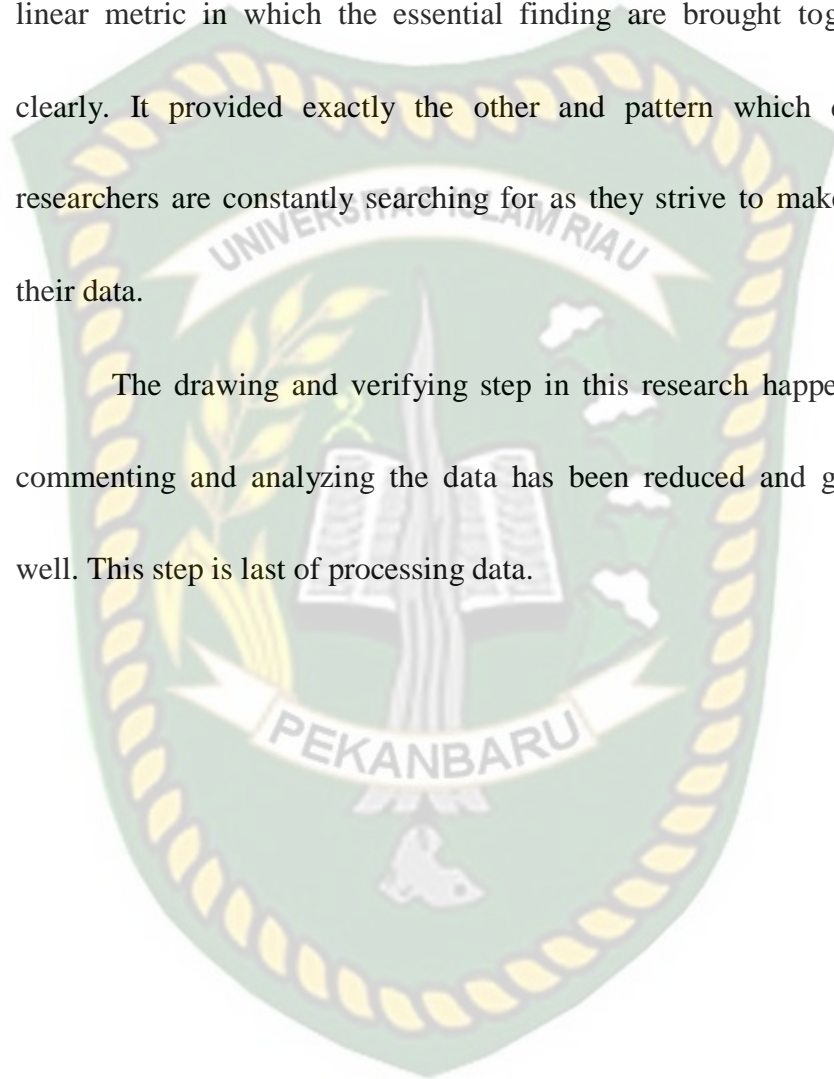 linear metric in which the essential finding are brought tog
clearly. It provided exactly the other and pattern which
researchers are constantly searching for as they strive to make
their data.
UNIVERSITAS ISLAM RIAU
The drawing and verifying step in this research happe
commenting and analyzing the data has been reduced and g
well. This step is last of processing data.
PEKANBARU